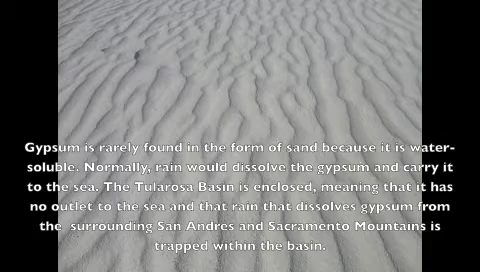 Gypsum is rarely found in the form of sand because it is water-
soluble. Normally, rain would dissolve the gypsum and carry it
to the sea. The Tularosa Basin is enclosed, meaning that it has
no outlet to the sea and that rain that dissolves gypsum from
the surrounding San Andres and Sacramento Mountains is
trapped within the basin.